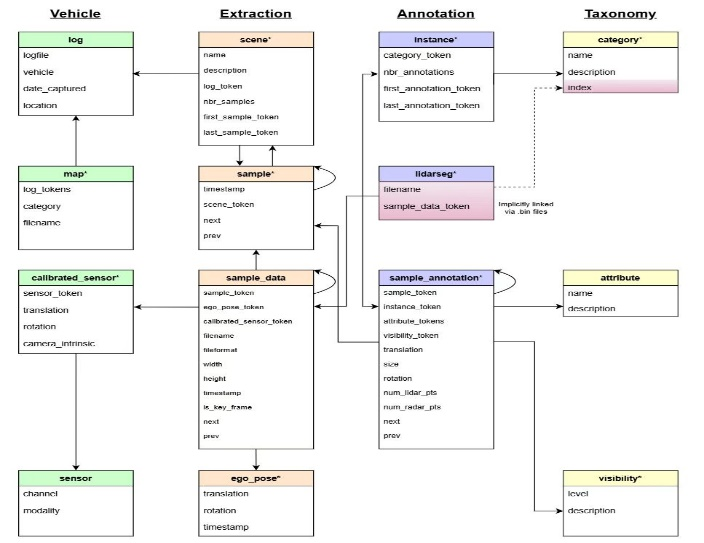 Vehicle
Extraction
Annotation
Taxonomy
log
logfile
vehicle
date_captured
location
map*
log_tokens
category
filename
calibrated_sensor*
sensor_token
translation
rotation
camera_intrinsic
sensor
channel
modality
scene*
name
description
log_token
nbr_samples
first_sample_token
last_sample_token
sample*
timestamp
scene_token
next
prev
sample_data
sample_token
ego_pose_token
calibrated_sensor_token
filename
fileformat
width
height
timestamp
is_key_frame
next
prev
ego_pose*
translation
rotation
timestamp
instance*
category_token
nbr_annotations
first_annotation_token
last_annotation_token
lidarseg*
filename
sample_data_token
Implicitly linked
via .bin files
sample_annotation*
sample_token
instance_token
attribute_tokens
visibility_token
translation
size
rotation
num_lidar_pts
num_radar_pts
next
prev
category*
name
description
index
attribute
name
description
visibility*
level
description